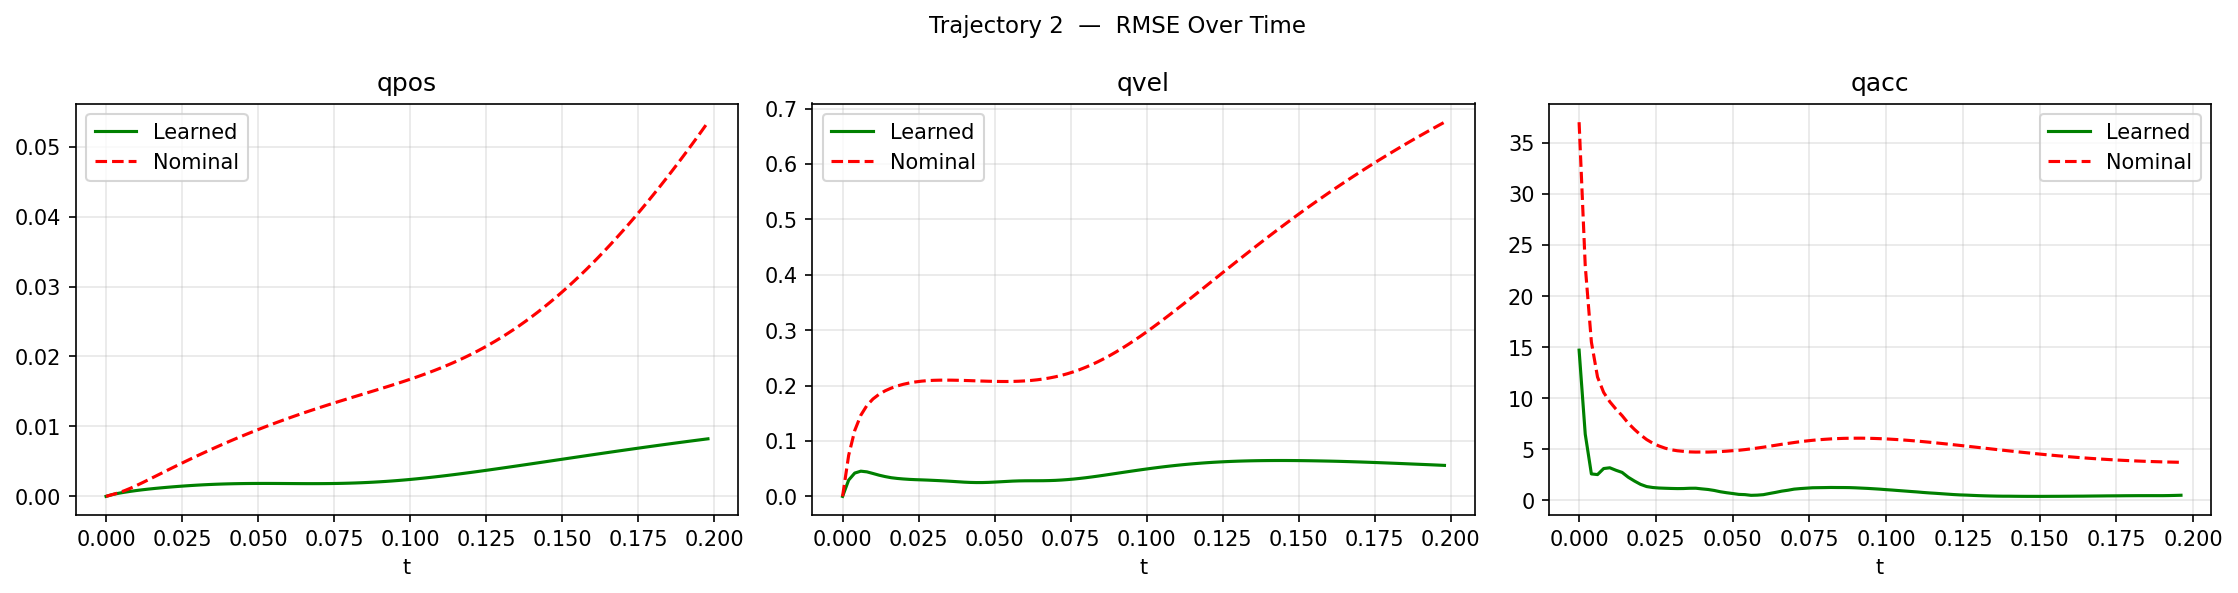 Trajectory 2 — RMSE Over Time
qpos
Learned
Nominal
0.05
0.04
0.03
0.02
0.01
0.00
0.000 0.025 0.050 0.075 0.100 0.125 0.150 0.175 0.200
t
qvel
Learned
Nominal
0.7
0.6
0.5
0.4
0.3
0.2
0.1
0.0
0.000 0.025 0.050 0.075 0.100 0.125 0.150 0.175 0.200
t
qacc
Learned
Nominal
35
30
25
20
15
10
5
0
0.000 0.025 0.050 0.075 0.100 0.125 0.150 0.175 0.200
t